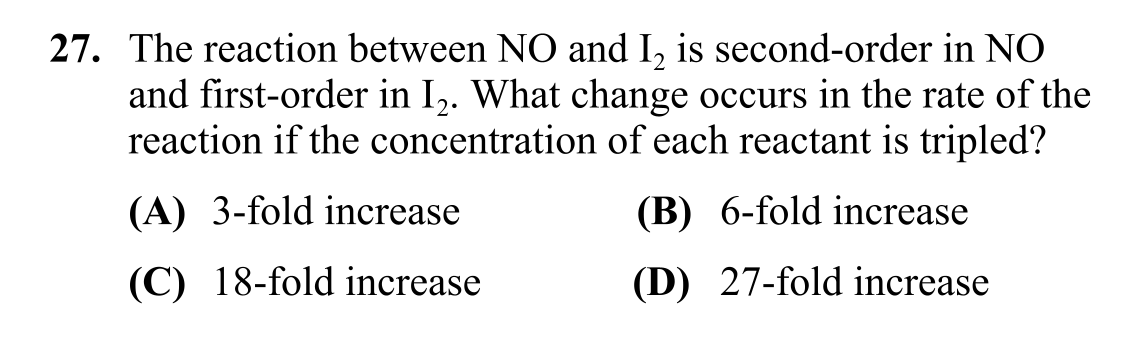 27. The reaction between NO and I₂ is second-order in NO
and first-order in I₂. What change occurs in the rate of the
reaction if the concentration of each reactant is tripled?
(A) 3-fold increase (B) 6-fold increase
(C) 18-fold increase (D) 27-fold increase